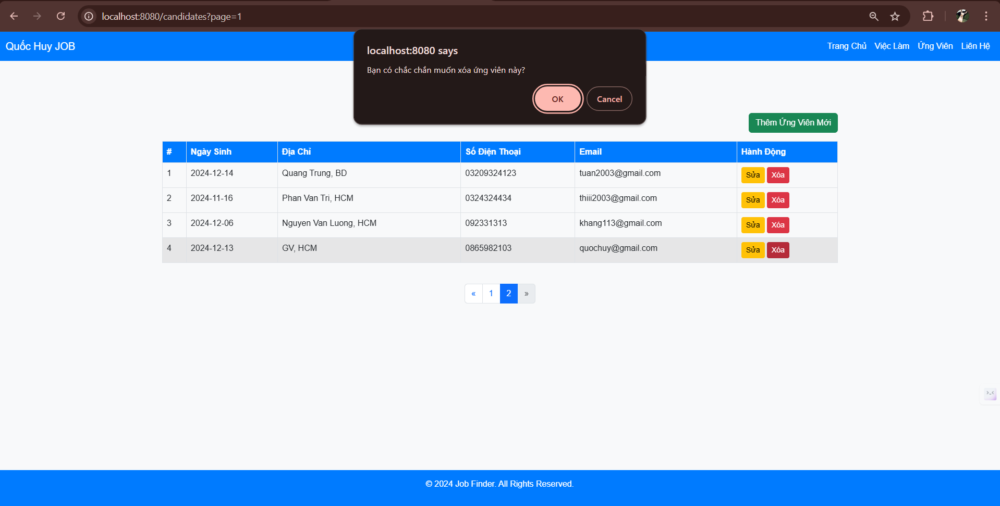 localhost:8080/candidates?page=1
Quốc Huy JOB
Trang Chủ Việc Làm Ứng Viên Liên Hệ
localhost:8080 says
Bạn có chắc chắn muốn xóa ứng viên này?
OK Cancel
Thêm Ứng Viên Mới
# Ngày Sinh Địa Chỉ Số Điện Thoại Email Hành Động
1 2024-12-14 Quang Trung, BD 03209324123 tuan2003@gmail.com Sửa Xóa
2 2024-11-16 Phan Van Tri, HCM 0324324434 thiii2003@gmail.com Sửa Xóa
3 2024-12-06 Nguyen Van Luong, HCM 092331313 khang113@gmail.com Sửa Xóa
4 2024-12-13 GV, HCM 0865982103 quochuy@gmail.com Sửa Xóa
« 1 2 »
© 2024 Job Finder. All Rights Reserved.